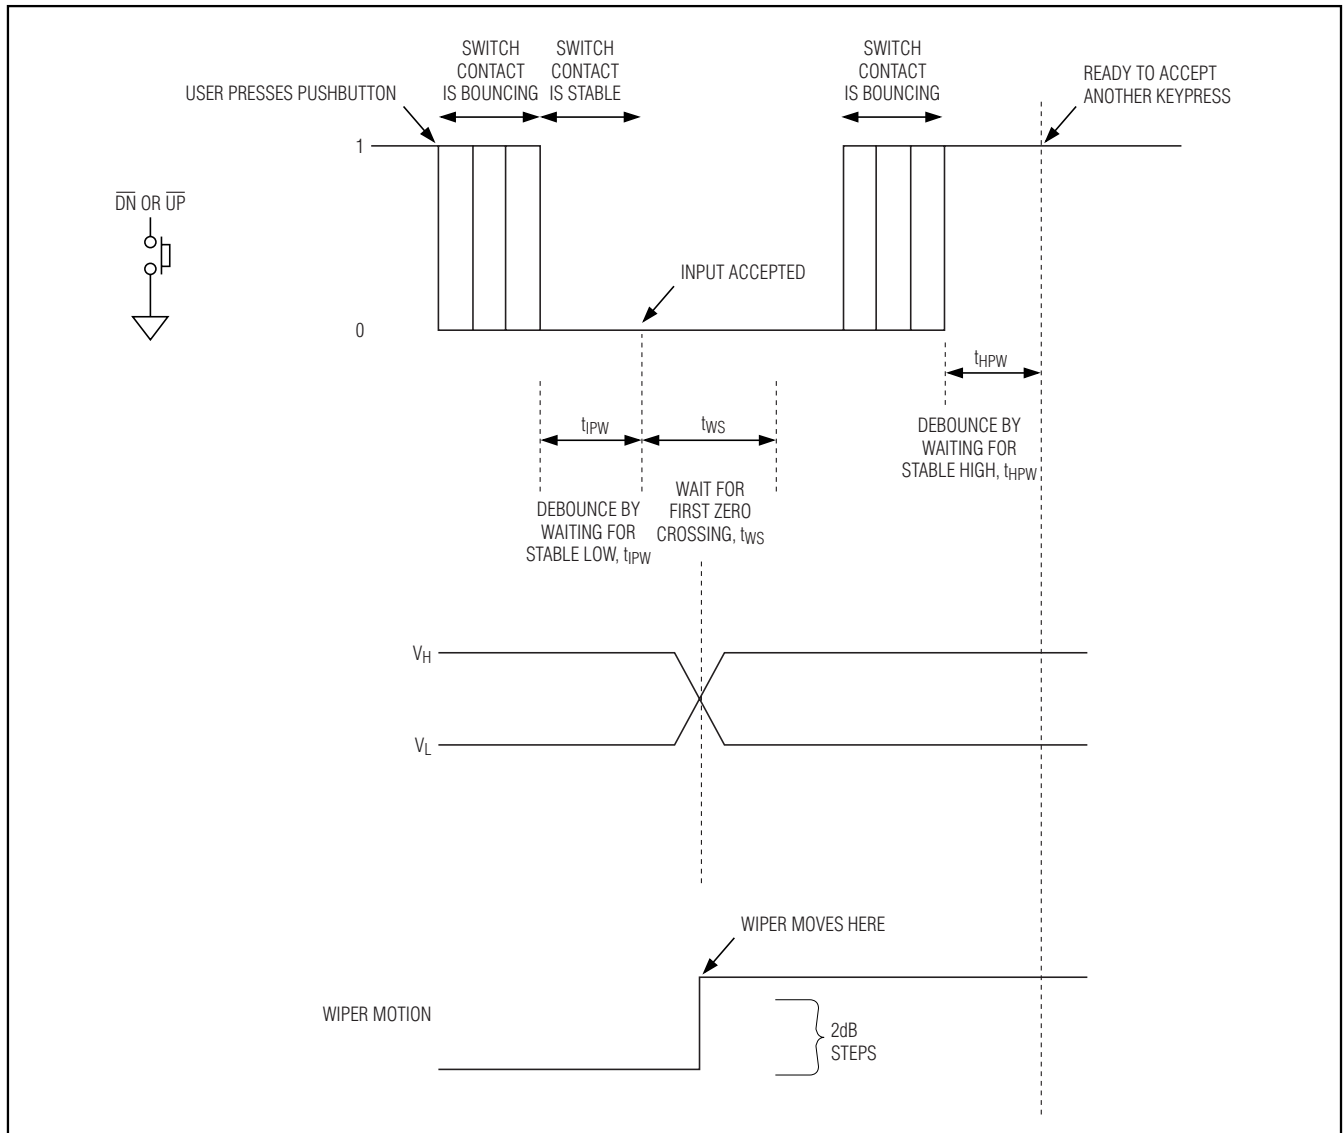 SWITCH
CONTACT
IS BOUNCING
SWITCH
CONTACT
IS STABLE
SWITCH
CONTACT
IS BOUNCING
READY TO ACCEPT
ANOTHER KEYPRESS
USER PRESSES PUSHBUTTON
1
D̅N̅ OR U̅P̅
INPUT ACCEPTED
0
tHPW
tIPW
tWS
DEBOUNCE BY
WAITING FOR
STABLE HIGH, tHPW
WAIT FOR
FIRST ZERO
CROSSING, tWS
DEBOUNCE BY
WAITING FOR
STABLE LOW, tIPW
VH
VL
WIPER MOVES HERE
WIPER MOTION
2dB
STEPS